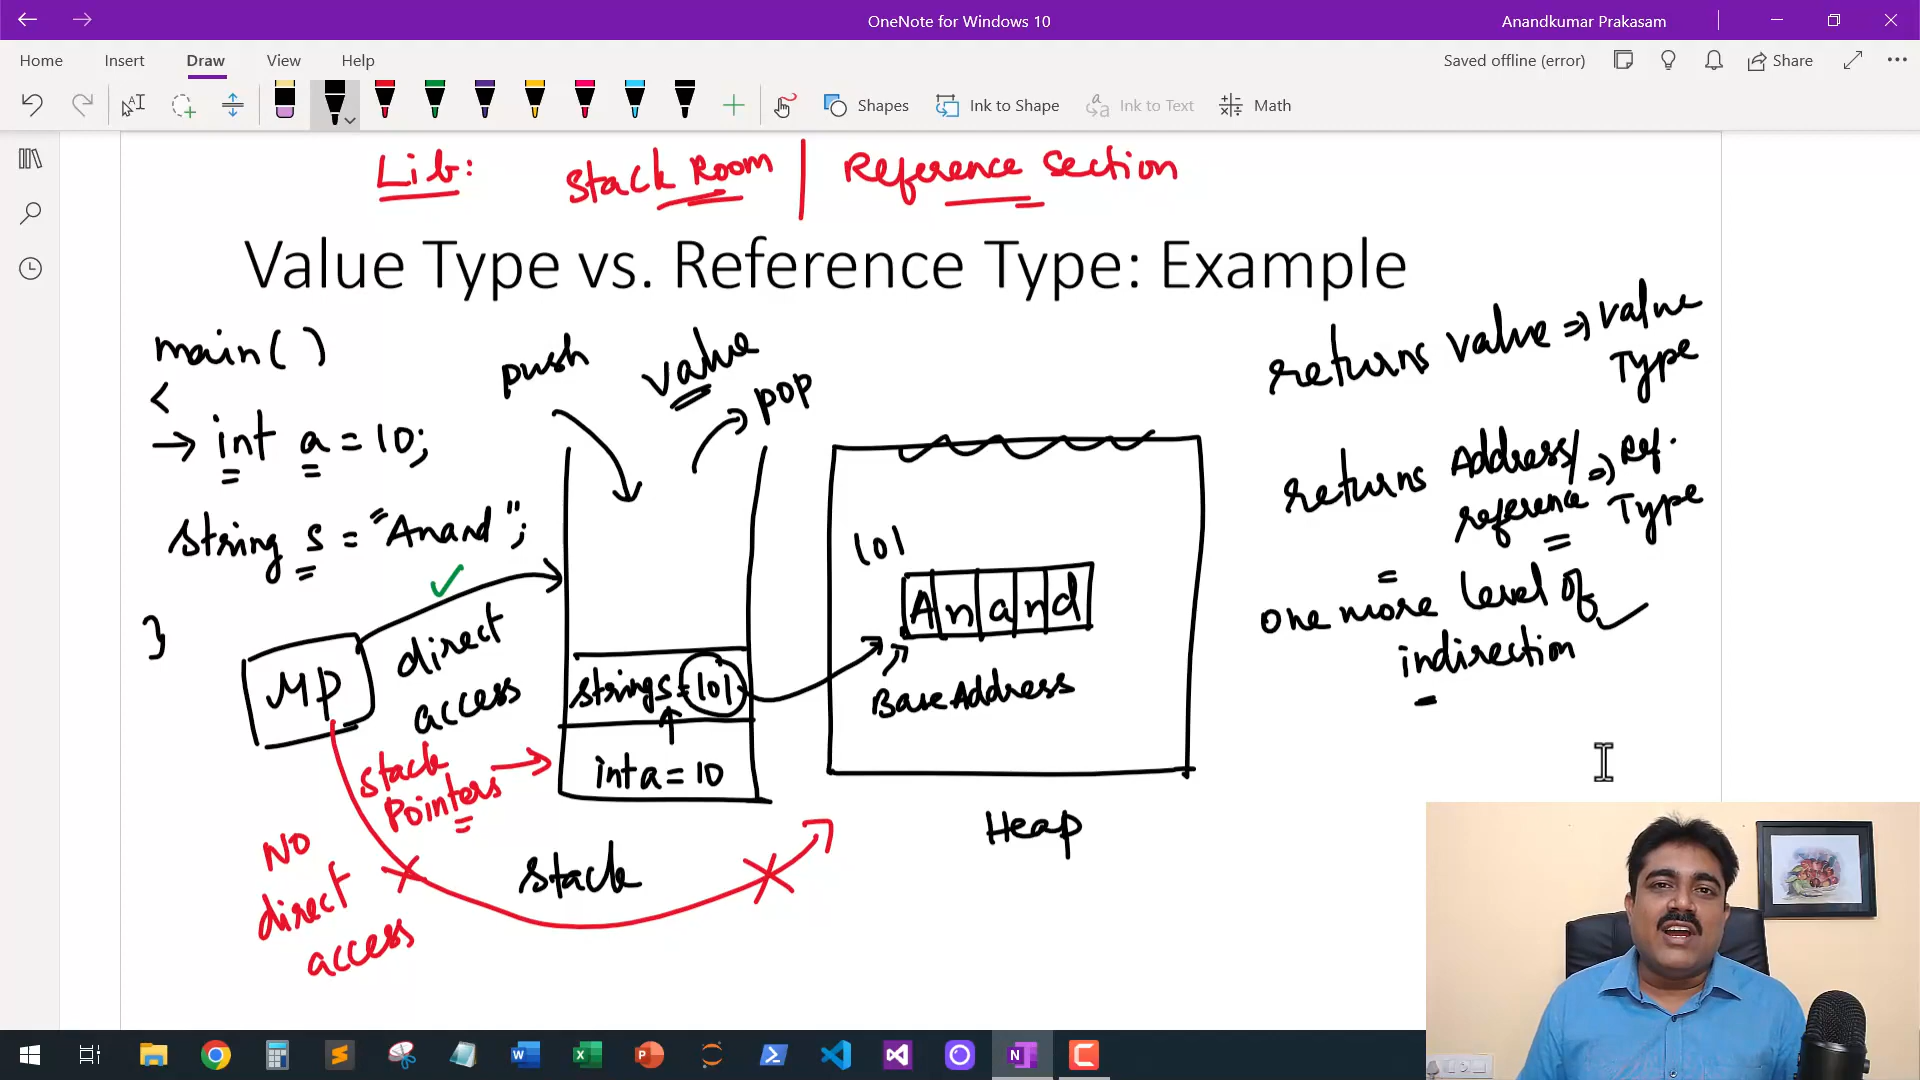 OneNote for Windows 10
Anandkumar Prakasam
Home
Insert
Draw
View
Help
Saved offline (error)
Share
Shapes
Ink to Shape
Ink to Text
Math
Lib:
Stack Room | Reference Section
Value Type vs. Reference Type: Example
main( )
int a = 10;
string s = "Anand";
}
MP
direct
access
Stack
Pointers
No
direct
access
push
value
pop
string s = 101
int a = 10
Stack
101
A n a n d
Base Address
Heap
returns value => value
Type
returns Address/
reference => Ref.
Type
one more level of
indirection